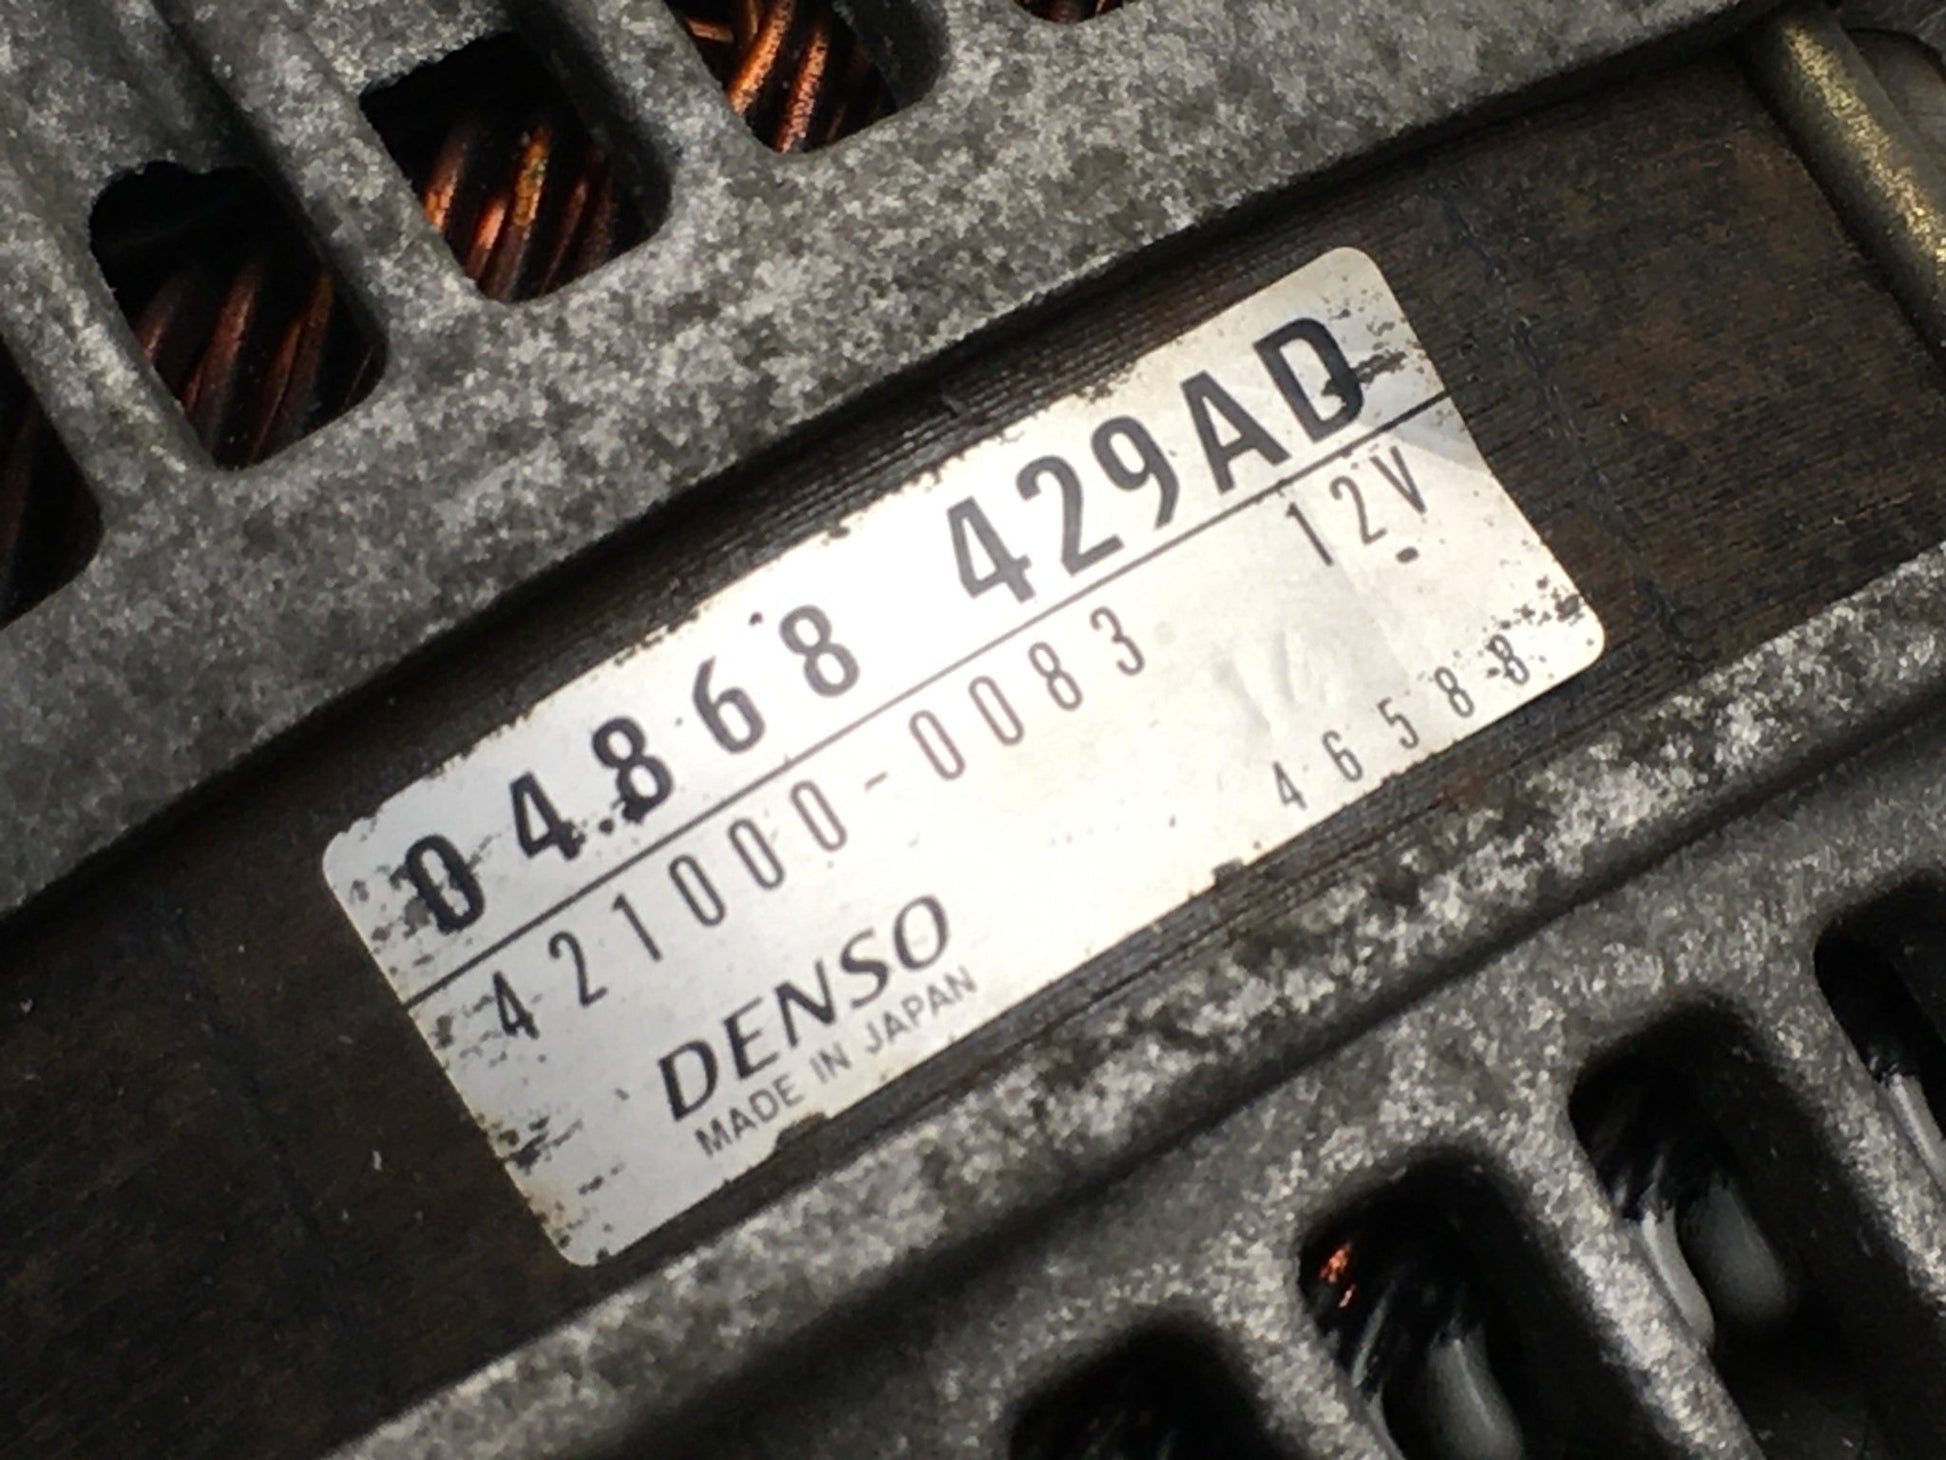 04868 429AD
421000-0083 12V
46588
DENSO
MADE IN JAPAN